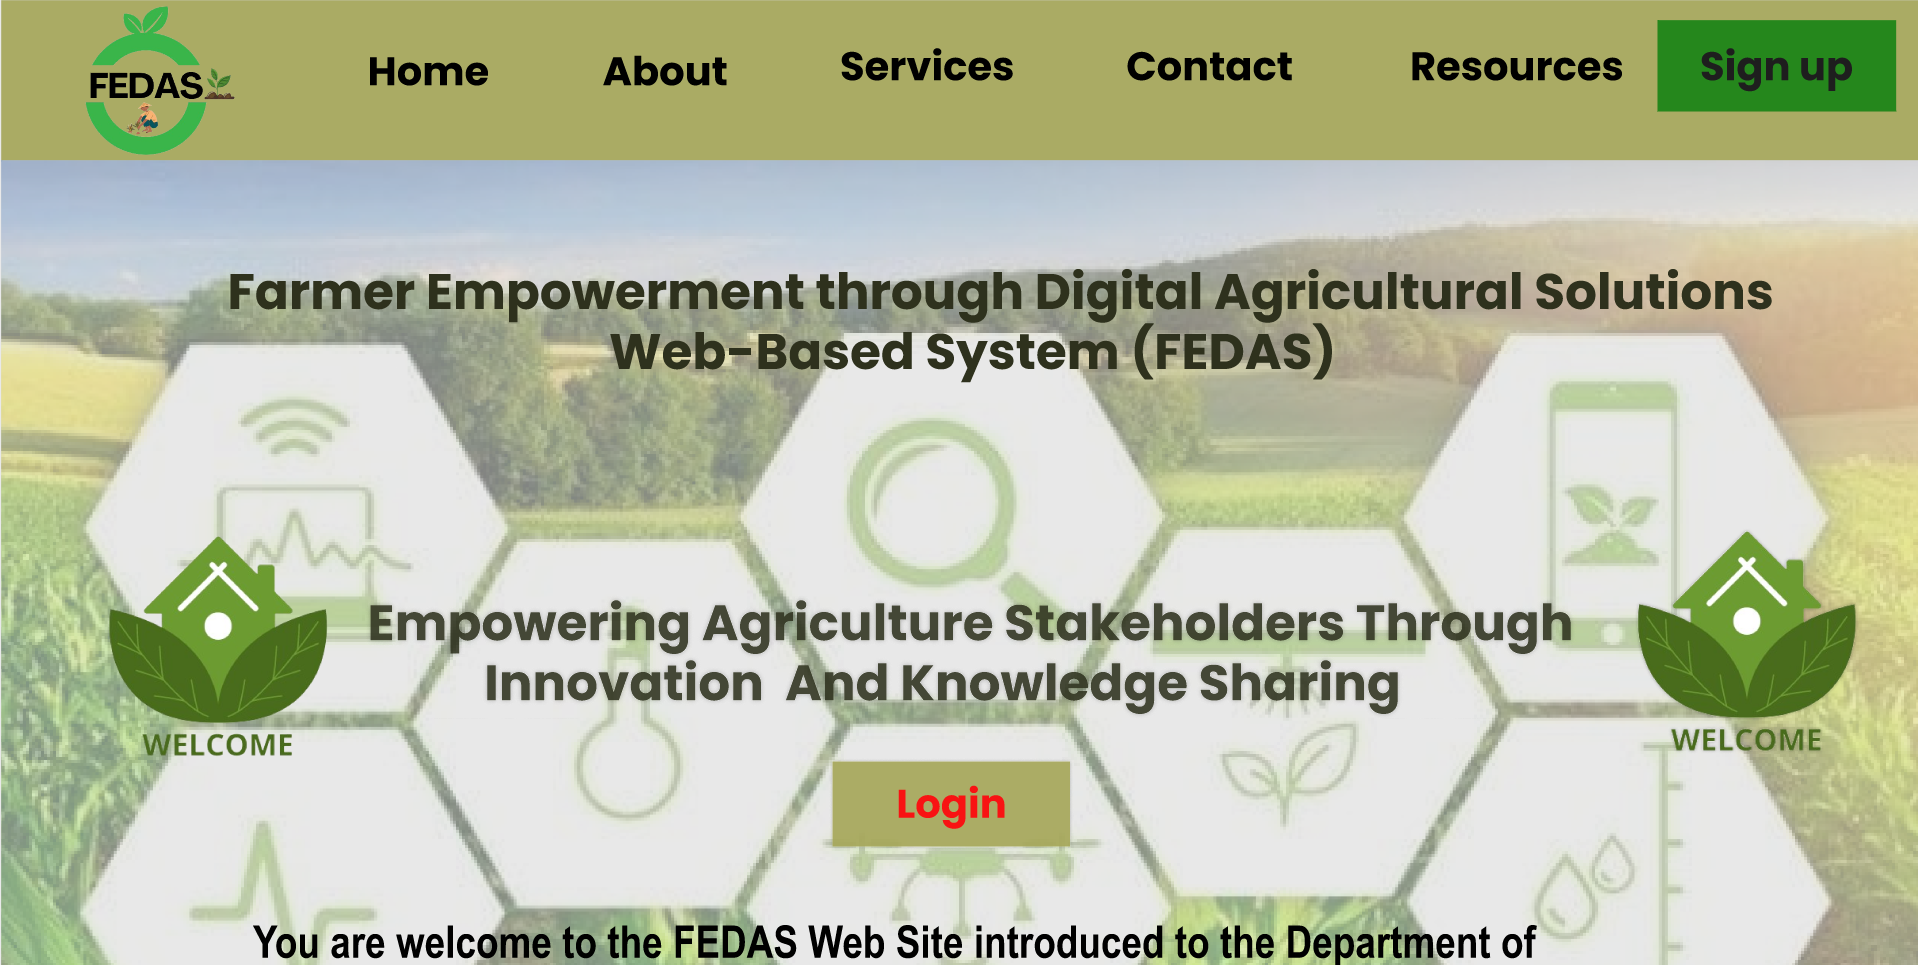 FEDAS
Home
About
Services
Contact
Resources
Sign up
Farmer Empowerment through Digital Agricultural Solutions
Web-Based System (FEDAS)
Empowering Agriculture Stakeholders Through
Innovation And Knowledge Sharing
WELCOME
WELCOME
Login
You are welcome to the FEDAS Web Site introduced to the Department of